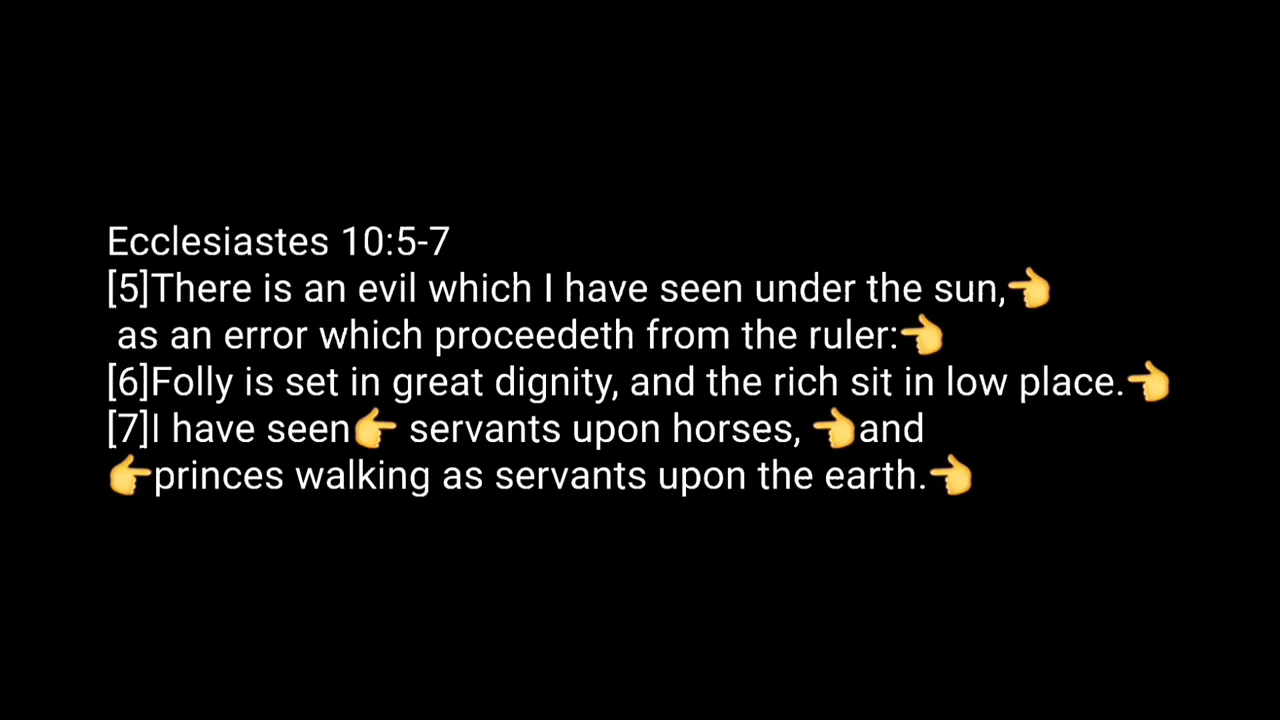 Ecclesiastes 10:5-7
[5]There is an evil which I have seen under the sun,👈
as an error which proceedeth from the ruler:👈
[6]Folly is set in great dignity, and the rich sit in low place.👈
[7]I have seen👉 servants upon horses, 👈and
👉princes walking as servants upon the earth.👈